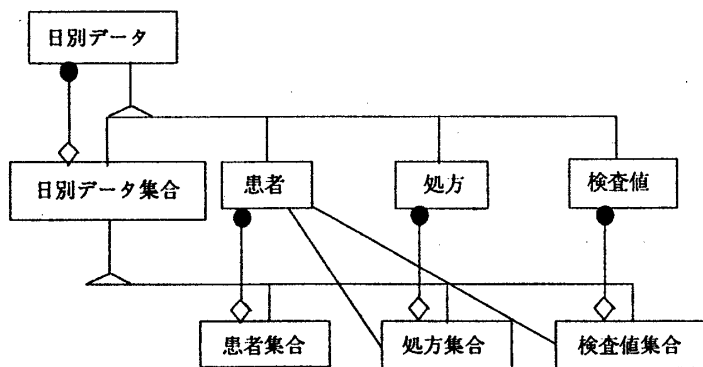 日別データ
日別データ集合
患者
処方
検査値
患者集合
処方集合
検査値集合